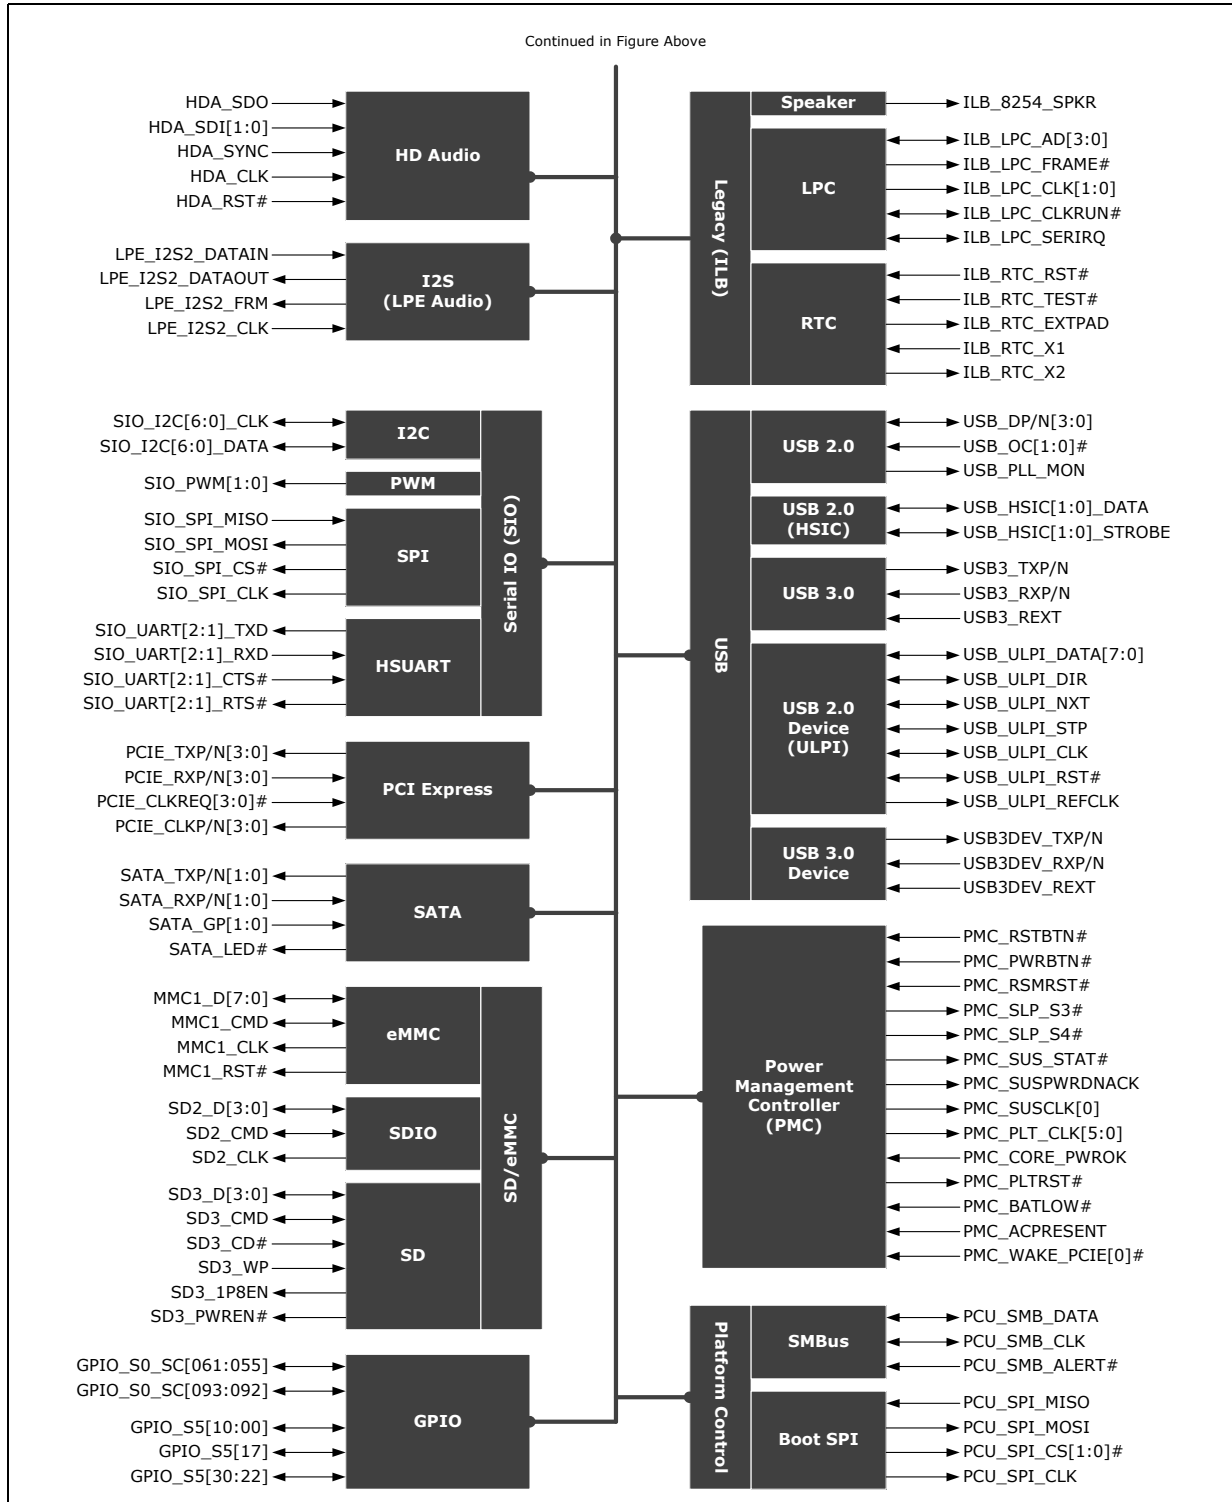 Continued in Figure Above
HDA_SDO
HDA_SDI[1:0]
HDA_SYNC
HDA_CLK
HDA_RST#
HD Audio
LPE_I2S2_DATAIN
LPE_I2S2_DATAOUT
LPE_I2S2_FRM
LPE_I2S2_CLK
I2S
(LPE Audio)
SIO_I2C[6:0]_CLK
SIO_I2C[6:0]_DATA
I2C
SIO_PWM[1:0]
PWM
SIO_SPI_MISO
SIO_SPI_MOSI
SIO_SPI_CS#
SIO_SPI_CLK
SPI
SIO_UART[2:1]_TXD
SIO_UART[2:1]_RXD
SIO_UART[2:1]_CTS#
SIO_UART[2:1]_RTS#
HSUART
Serial IO (SIO)
PCIE_TXP/N[3:0]
PCIE_RXP/N[3:0]
PCIE_CLKREQ[3:0]#
PCIE_CLKP/N[3:0]
PCI Express
SATA_TXP/N[1:0]
SATA_RXP/N[1:0]
SATA_GP[1:0]
SATA_LED#
SATA
MMC1_D[7:0]
MMC1_CMD
MMC1_CLK
MMC1_RST#
eMMC
SD2_D[3:0]
SD2_CMD
SD2_CLK
SDIO
SD3_D[3:0]
SD3_CMD
SD3_CD#
SD3_WP
SD3_1P8EN
SD3_PWREN#
SD
SD/eMMC
GPIO_S0_SC[061:055]
GPIO_S0_SC[093:092]
GPIO_S5[10:00]
GPIO_S5[17]
GPIO_S5[30:22]
GPIO
Legacy (ILB)
Speaker
ILB_8254_SPKR
LPC
ILB_LPC_AD[3:0]
ILB_LPC_FRAME#
ILB_LPC_CLK[1:0]
ILB_LPC_CLKRUN#
ILB_LPC_SERIRQ
RTC
ILB_RTC_RST#
ILB_RTC_TEST#
ILB_RTC_EXTPAD
ILB_RTC_X1
ILB_RTC_X2
USB
USB 2.0
USB_DP/N[3:0]
USB_OC[1:0]#
USB_PLL_MON
USB 2.0
(HSIC)
USB_HSIC[1:0]_DATA
USB_HSIC[1:0]_STROBE
USB 3.0
USB3_TXP/N
USB3_RXP/N
USB3_REXT
USB 2.0
Device
(ULPI)
USB_ULPI_DATA[7:0]
USB_ULPI_DIR
USB_ULPI_NXT
USB_ULPI_STP
USB_ULPI_CLK
USB_ULPI_RST#
USB_ULPI_REFCLK
USB 3.0
Device
USB3DEV_TXP/N
USB3DEV_RXP/N
USB3DEV_REXT
Power
Management
Controller
(PMC)
PMC_RSTBTN#
PMC_PWRBTN#
PMC_RSMRST#
PMC_SLP_S3#
PMC_SLP_S4#
PMC_SUS_STAT#
PMC_SUSPWRDNACK
PMC_SUSCLK[0]
PMC_PLT_CLK[5:0]
PMC_CORE_PWROK
PMC_PLTRST#
PMC_BATLOW#
PMC_ACPRESENT
PMC_WAKE_PCIE[0]#
Platform Control
SMBus
PCU_SMB_DATA
PCU_SMB_CLK
PCU_SMB_ALERT#
Boot SPI
PCU_SPI_MISO
PCU_SPI_MOSI
PCU_SPI_CS[1:0]#
PCU_SPI_CLK